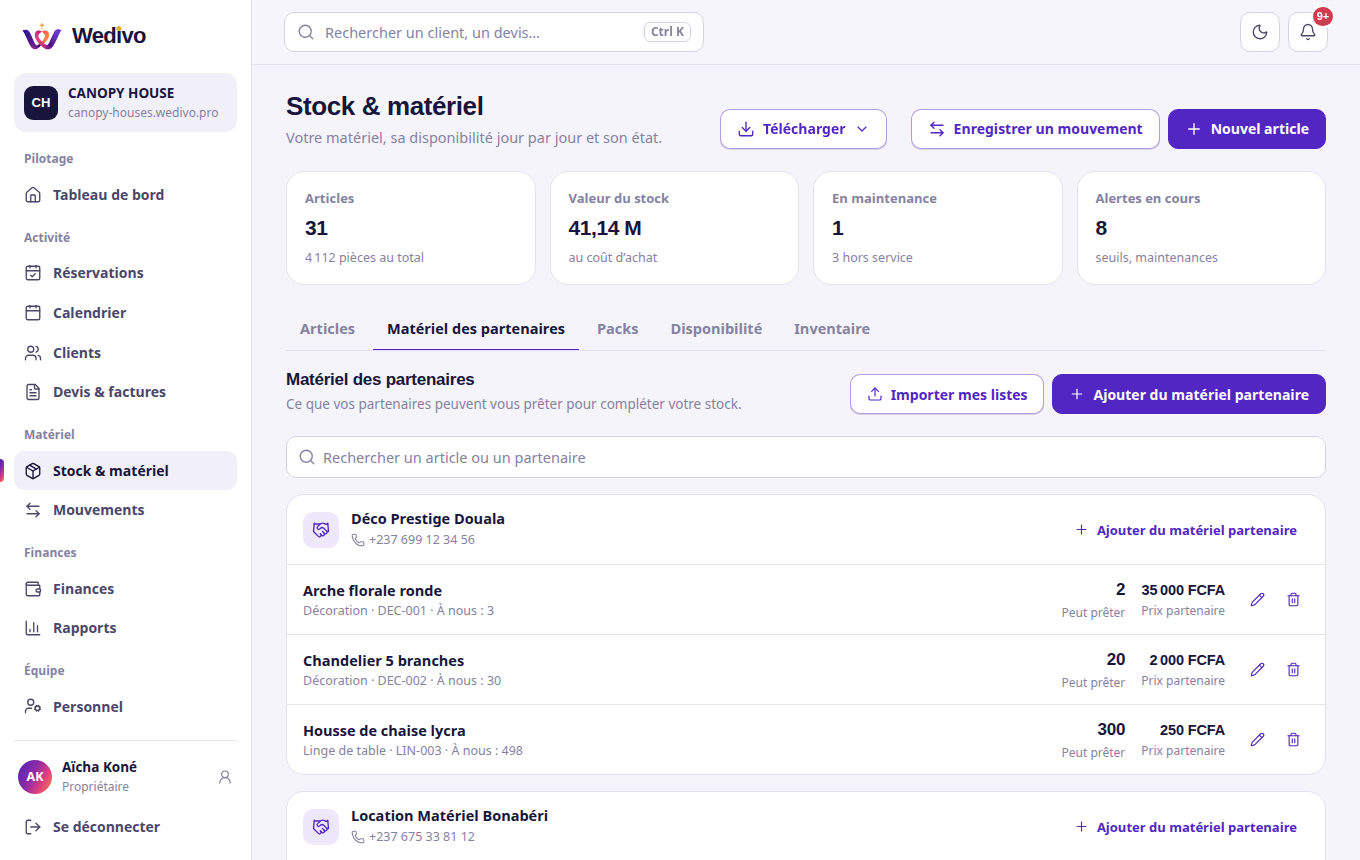 Wedivo
CH
CANOPY HOUSE
canopy-houses.wedivo.pro
Pilotage
Tableau de bord
Activité
Réservations
Calendrier
Clients
Devis & factures
Matériel
Stock & matériel
Mouvements
Finances
Finances
Rapports
Équipe
Personnel
AK
Aïcha Koné
Propriétaire
Se déconnecter
Rechercher un client, un devis...
Ctrl K
9+
Stock & matériel
Votre matériel, sa disponibilité jour par jour et son état.
Télécharger
Enregistrer un mouvement
Nouvel article
Articles
31
4 112 pièces au total
Valeur du stock
41,14 M
au coût d'achat
En maintenance
1
3 hors service
Alertes en cours
8
seuils, maintenances
Articles
Matériel des partenaires
Packs
Disponibilité
Inventaire
Matériel des partenaires
Ce que vos partenaires peuvent vous prêter pour compléter votre stock.
Importer mes listes
Ajouter du matériel partenaire
Rechercher un article ou un partenaire
Déco Prestige Douala
+237 699 12 34 56
Ajouter du matériel partenaire
Arche florale ronde
Décoration · DEC-001 · À nous : 3
2
Peut prêter
35 000 FCFA
Prix partenaire
Chandelier 5 branches
Décoration · DEC-002 · À nous : 30
20
Peut prêter
2 000 FCFA
Prix partenaire
Housse de chaise lycra
Linge de table · LIN-003 · À nous : 498
300
Peut prêter
250 FCFA
Prix partenaire
Location Matériel Bonabéri
+237 675 33 81 12
Ajouter du matériel partenaire